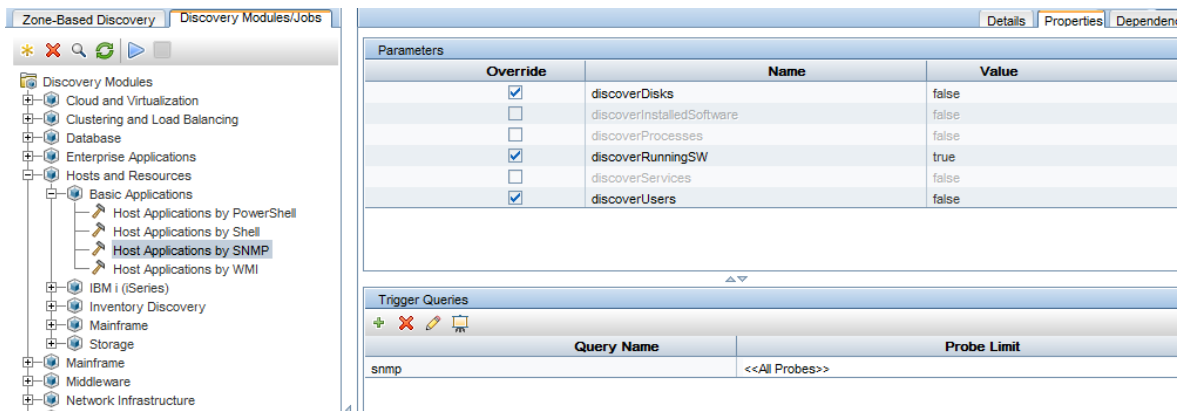 Zone-Based Discovery Discovery Modules/Jobs
Discovery Modules
Cloud and Virtualization
Clustering and Load Balancing
Database
Enterprise Applications
Hosts and Resources
Basic Applications
Host Applications by PowerShell
Host Applications by Shell
Host Applications by SNMP
Host Applications by WMI
IBM i (iSeries)
Inventory Discovery
Mainframe
Storage
Mainframe
Middleware
Network Infrastructure
Details Properties Dependenc
Parameters
Override Name Value
discoverDisks false
discoverInstalledSoftware false
discoverProcesses false
discoverRunningSW true
discoverServices false
discoverUsers false
Trigger Queries
Query Name Probe Limit
snmp <<All Probes>>